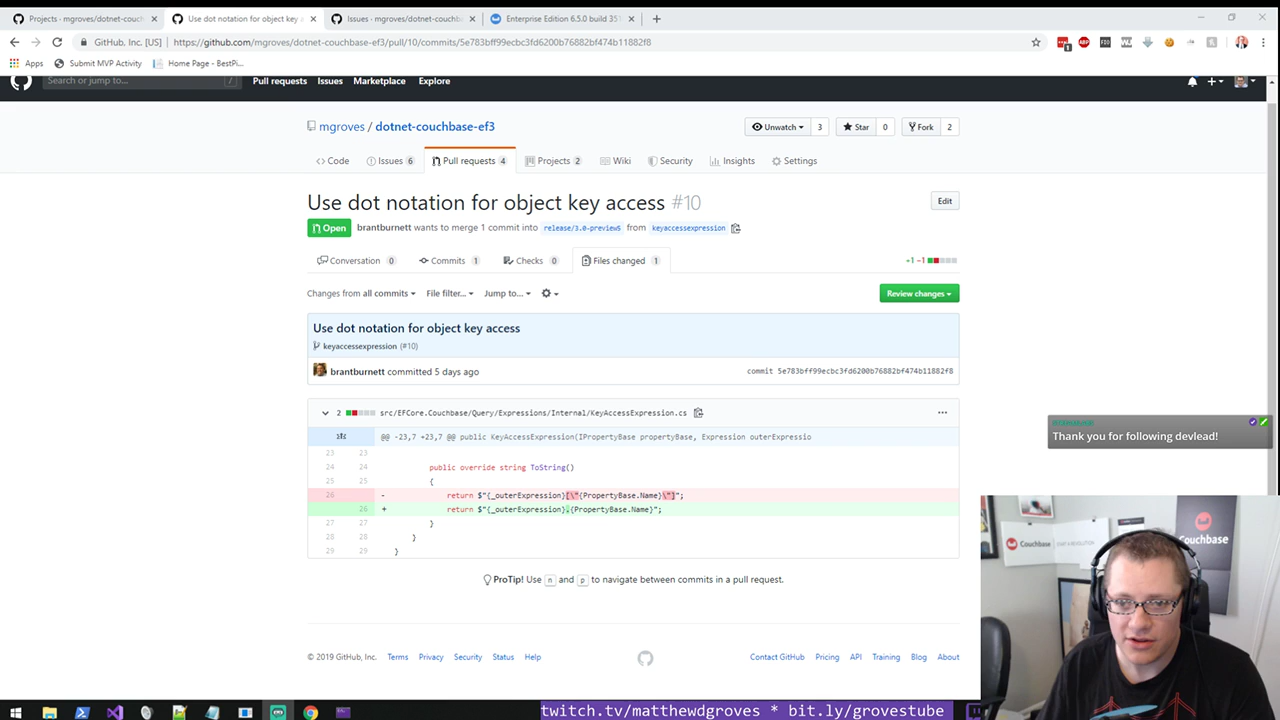 Projects · mgroves/dotnet-couch
Use dot notation for object key a
Issues · mgroves/dotnet-couchba
Enterprise Edition 6.5.0 build 351
GitHub, Inc. [US] | https://github.com/mgroves/dotnet-couchbase-ef3/pull/10/commits/5e783bff99ecbc3fd6200b76882bf474b11882f8
Apps Submit MVP Activity Home Page - BestPi...
Search or jump to... / Pull requests Issues Marketplace Explore
mgroves / dotnet-couchbase-ef3
Unwatch 3 Star 0 Fork 2
<> Code Issues 6 Pull requests 4 Projects 2 Wiki Security Insights Settings
Use dot notation for object key access #10
Edit
Open brantburnett wants to merge 1 commit into release/3.0-preview5 from keyaccessexpression
Conversation 0 Commits 1 Checks 0 Files changed 1 +1 −1
Changes from all commits File filter... Jump to...
Review changes
Use dot notation for object key access
keyaccessexpression (#10)
brantburnett committed 5 days ago commit 5e783bff99ecbc3fd6200b76882bf474b11882f8
2 src/EFCore.Couchbase/Query/Expressions/Internal/KeyAccessExpression.cs ...
@@ -23,7 +23,7 @@ public KeyAccessExpression(IPropertyBase propertyBase, Expression outerExpressio
23 23
24 24 public override string ToString()
25 25 {
26 - return $"{_outerExpression}[\"{PropertyBase.Name}\"]";
26 + return $"{_outerExpression}.{PropertyBase.Name}";
27 27 }
28 28 }
29 29 }
Thank you for following devlead!
ProTip! Use n and p to navigate between commits in a pull request.
© 2019 GitHub, Inc. Terms Privacy Security Status Help
Contact GitHub Pricing API Training Blog About
Couchbase
Couchbase
twitch.tv/matthewdgroves * bit.ly/grovestube